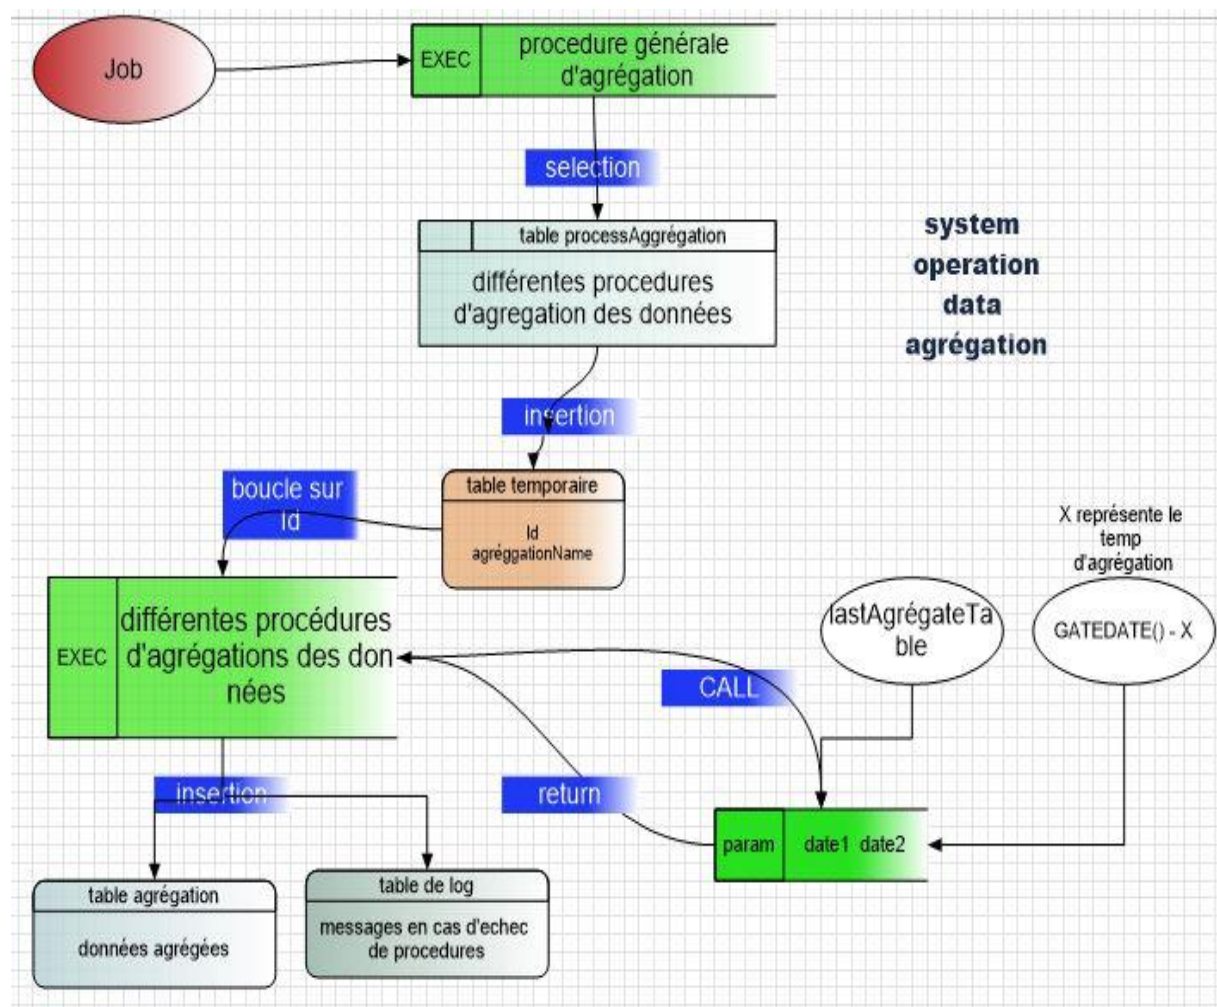 Job
EXEC
procedure générale
d'agrégation
selection
table processAggrégation
différentes procedures
d'agregation des données
system
operation
data
agrégation
insertion
table temporaire
Id
agréggationName
boucle sur
Id
X représente le
temp
d'agrégation
EXEC
différentes procédures
d'agrégations des don
nées
lastAgrégateTa
ble
GATEDATE() - X
CALL
insertion
return
param
date1 date2
table agrégation
données agrégées
table de log
messages en cas d'echec
de procedures